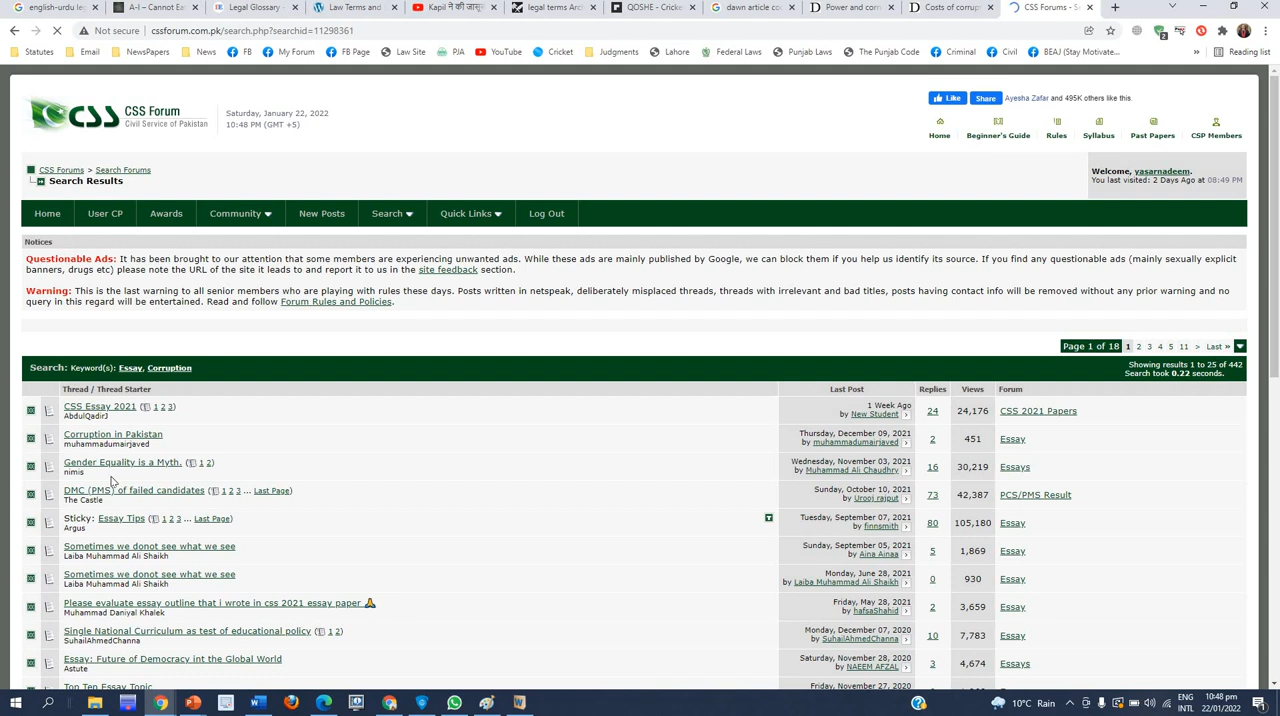 english-urdu leg
A-I – Cannot Eat
Legal Glossary -
Law Terms and L
Kapil ने की जासूस
legal terms Arch
QOSHE - Cricket
dawn article cor
Power and corr
Costs of corrupt
CSS Forums - Se
Not secure cssforum.com.pk/search.php?searchid=11298361
Statutes Email NewsPapers News FB My Forum FB Page Law Site PJA YouTube Cricket Judgments Lahore Federal Laws Punjab Laws The Punjab Code Criminal Civil BEAJ (Stay Motivate... » Reading list
CSS CSS Forum
Civil Service of Pakistan
Saturday, January 22, 2022
10:48 PM (GMT +5)
Like Share Ayesha Zafar and 495K others like this.
Home Beginner's Guide Rules Syllabus Past Papers CSP Members
CSS Forums > Search Forums
Search Results
Welcome, yasarnadeem.
You last visited: 2 Days Ago at 08:49 PM
Home User CP Awards Community New Posts Search Quick Links Log Out
Notices
Questionable Ads: It has been brought to our attention that some members are experiencing unwanted ads. While these ads are mainly published by Google, we can block them if you help us identify its source. If you find any questionable ads (mainly sexually explicit
banners, drugs etc) please note the URL of the site it leads to and report it to us in the site feedback section.
Warning: This is the last warning to all senior members who are playing with rules these days. Posts written in netspeak, deliberately misplaced threads, threads with irrelevant and bad titles, posts having contact info will be removed without any prior warning and no
query in this regard will be entertained. Read and follow Forum Rules and Policies.
Page 1 of 18 1 2 3 4 5 11 > Last »
Search: Keyword(s): Essay, Corruption
Showing results 1 to 25 of 442
Search took 0.22 seconds.
Thread / Thread Starter Last Post Replies Views Forum
CSS Essay 2021 ( 1 2 3)
AbdulQadirJ
1 Week Ago
by New Student
24 24,176 CSS 2021 Papers
Corruption in Pakistan
muhammadumairjaved
Thursday, December 09, 2021
by muhammadumairjaved
2 451 Essay
Gender Equality is a Myth. ( 1 2)
nimis
Wednesday, November 03, 2021
by Muhammad Ali Chaudhry
16 30,219 Essays
DMC (PMS) of failed candidates ( 1 2 3 ... Last Page)
The Castle
Sunday, October 10, 2021
by Urooj rajput
73 42,387 PCS/PMS Result
Sticky: Essay Tips ( 1 2 3 ... Last Page)
Argus
Tuesday, September 07, 2021
by finnsmith
80 105,180 Essay
Sometimes we donot see what we see
Laiba Muhammad Ali Shaikh
Sunday, September 05, 2021
by Aina Ainaa
5 1,869 Essay
Sometimes we donot see what we see
Laiba Muhammad Ali Shaikh
Monday, June 28, 2021
by Laiba Muhammad Ali Shaikh
0 930 Essay
Please evaluate essay outline that i wrote in css 2021 essay paper 🙏
Muhammad Daniyal Khalek
Friday, May 28, 2021
by hafsaShahid
2 3,659 Essay
Single National Curriculum as test of educational policy ( 1 2)
SuhailAhmedChanna
Monday, December 07, 2020
by SuhailAhmedChanna
10 7,783 Essay
Essay: Future of Democracy int the Global World
Astute
Saturday, November 28, 2020
by NAEEM AFZAL
3 4,674 Essays
Top Ten Essay Topic
Friday, November 27, 2020
10°C Rain
ENG
INTL
10:48 pm
22/01/2022